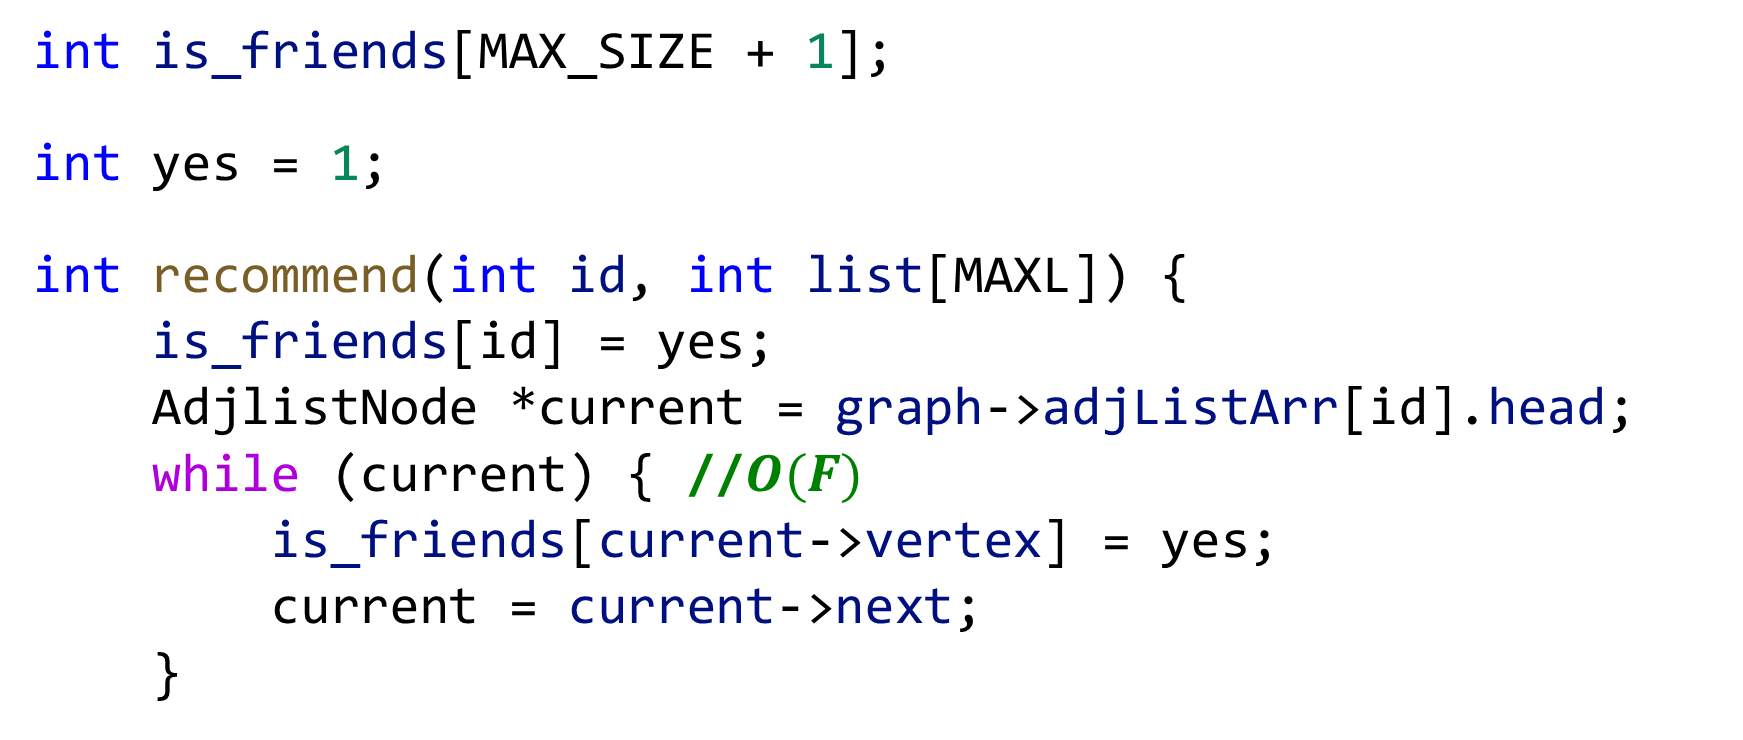 int is_friends[MAX_SIZE + 1];
int yes = 1;
int recommend(int id, int list[MAXL]) {
    is_friends[id] = yes;
    AdjlistNode *current = graph->adjListArr[id].head;
    while (current) { //O(F)
        is_friends[current->vertex] = yes;
        current = current->next;
    }